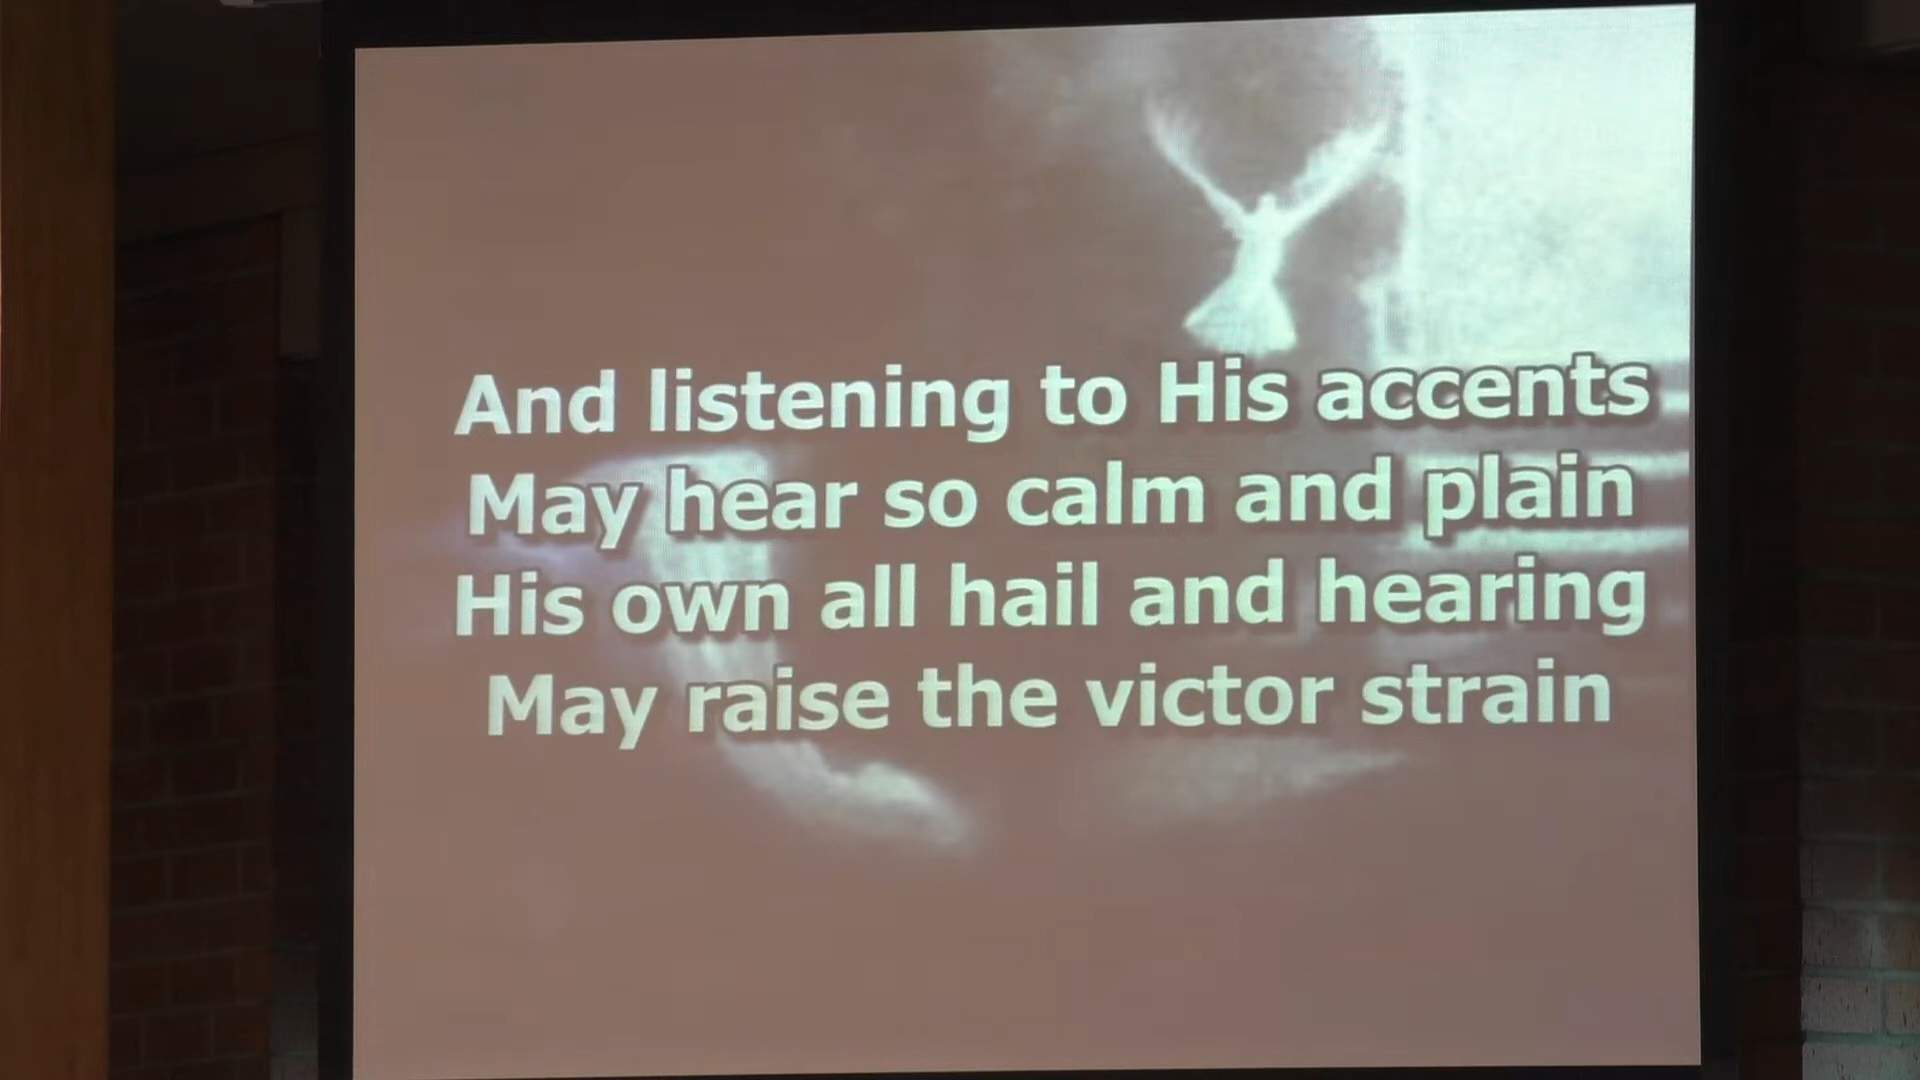 And listening to His accents
May hear so calm and plain
His own all hail and hearing
May raise the victor strain